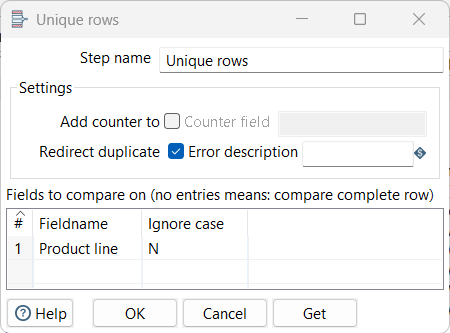 Unique rows
Step name Unique rows
Settings
Add counter to Counter field
Redirect duplicate Error description
Fields to compare on (no entries means: compare complete row)
# Fieldname Ignore case
1 Product line N
Help OK Cancel Get